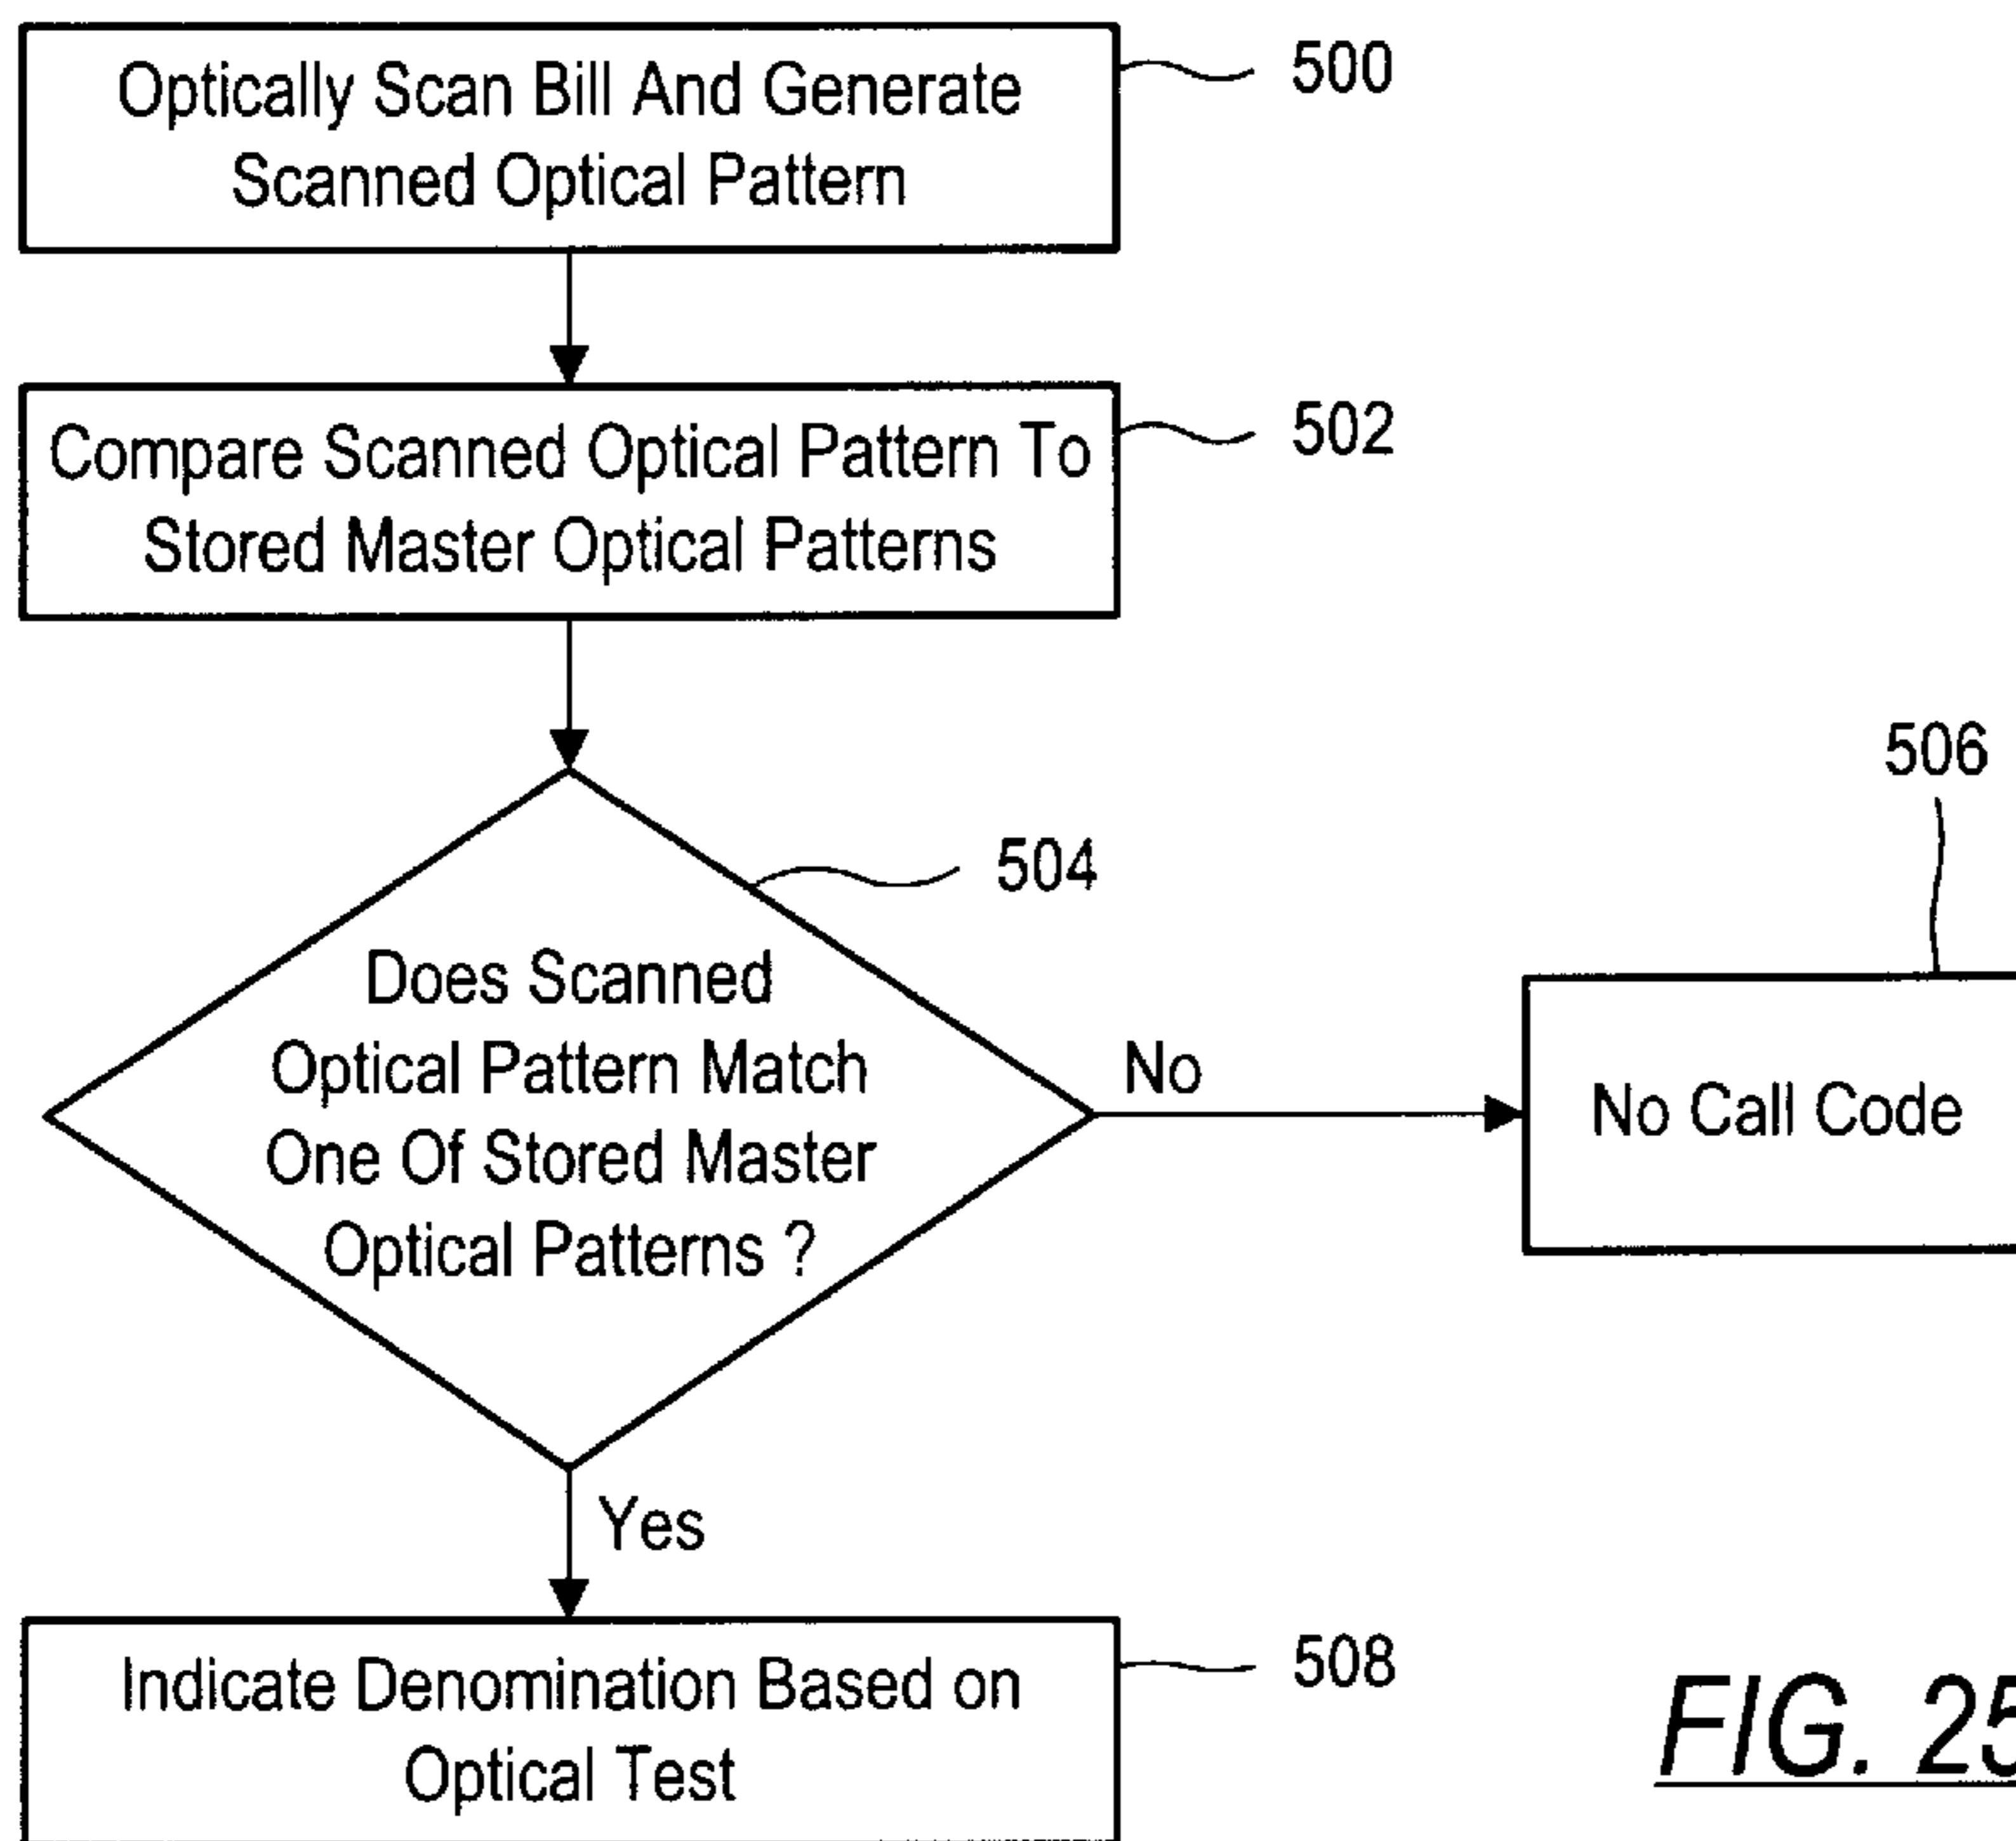 Optically Scan Bill And Generate
Scanned Optical Pattern
500
Compare Scanned Optical Pattern To
Stored Master Optical Patterns
502
504
Does Scanned
Optical Pattern Match
One Of Stored Master
Optical Patterns ?
No
506
No Call Code
Yes
Indicate Denomination Based on
Optical Test
508
FIG. 25